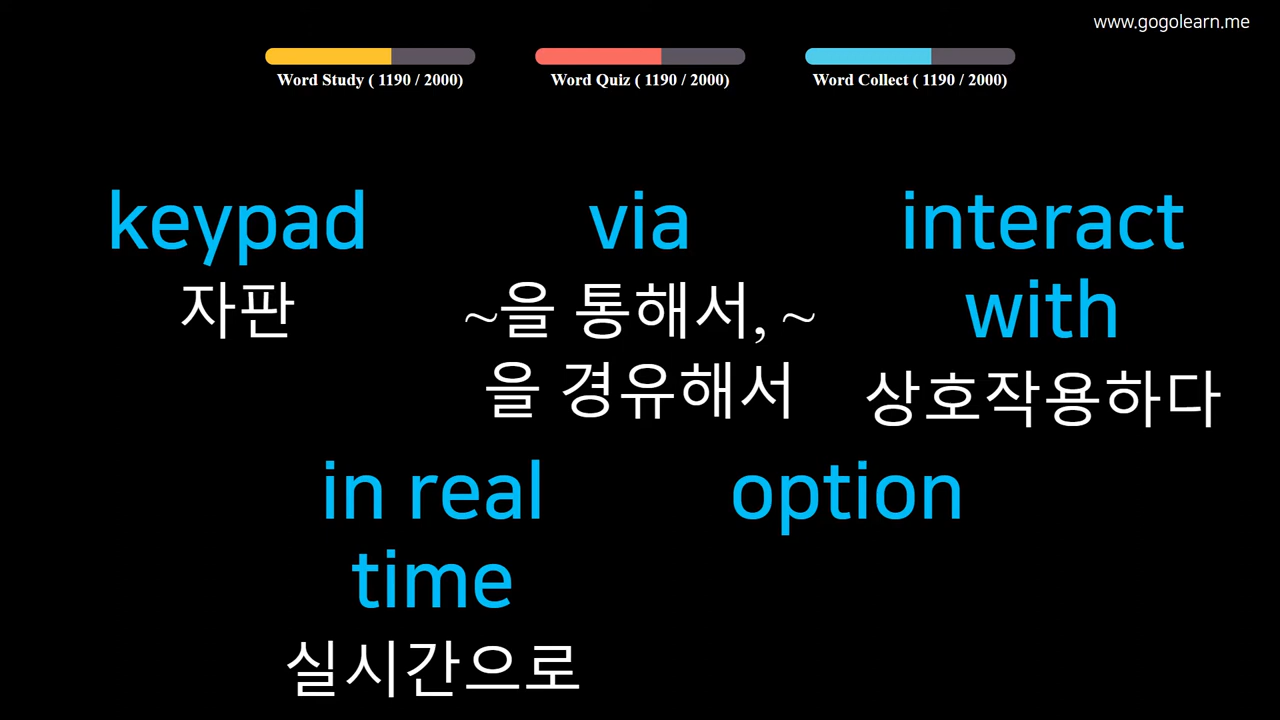 www.gogolearn.me
Word Study ( 1190 / 2000)
Word Quiz ( 1190 / 2000)
Word Collect ( 1190 / 2000)
keypad
자판
via
~을 통해서, ~
을 경유해서
interact
with
상호작용하다
in real
time
실시간으로
option